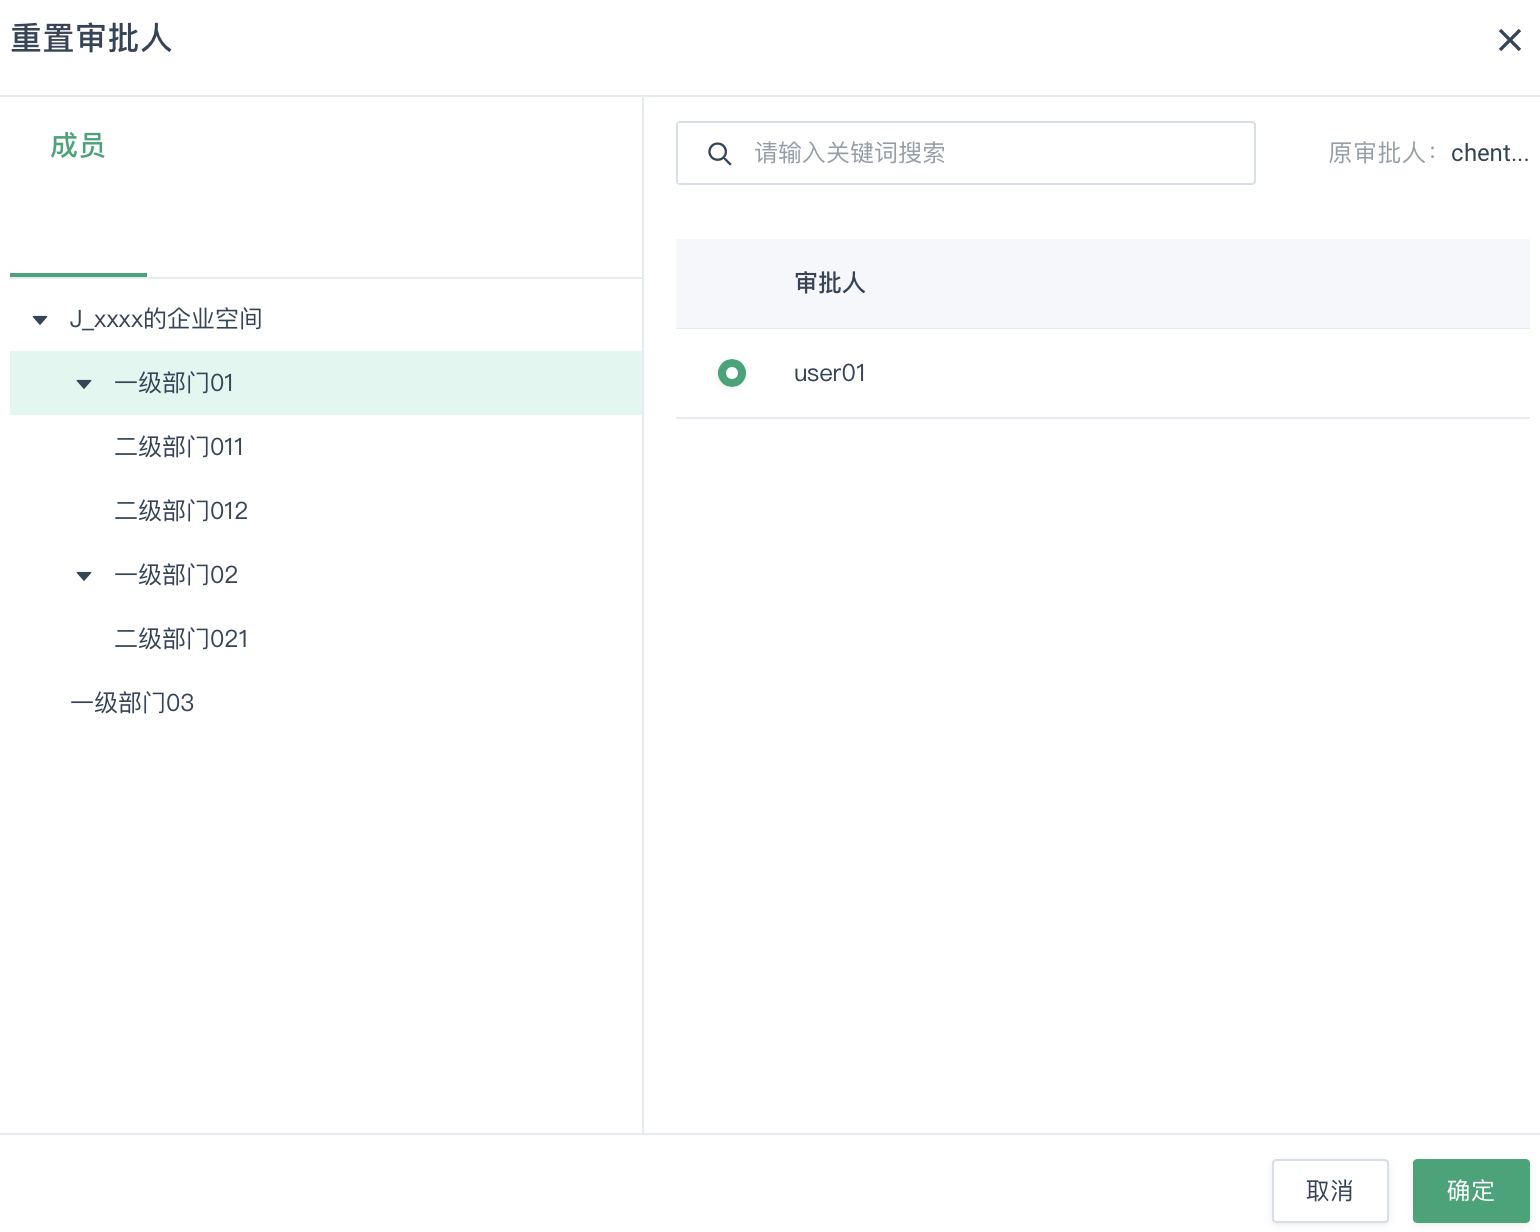 重置审批人
成员
J_xxxx的企业空间
一级部门01
二级部门011
二级部门012
一级部门02
二级部门021
一级部门03
请输入关键词搜索
原审批人：chent...
审批人
user01
取消
确定